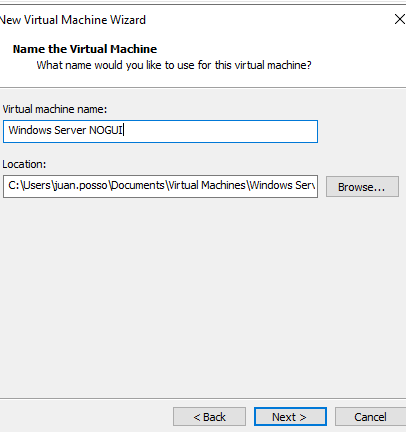 New Virtual Machine Wizard
Name the Virtual Machine
What name would you like to use for this virtual machine?
Virtual machine name:
Windows Server NOGUI
Location:
C:\Users\juan.posso\Documents\Virtual Machines\Windows Serv
Browse...
< Back
Next >
Cancel